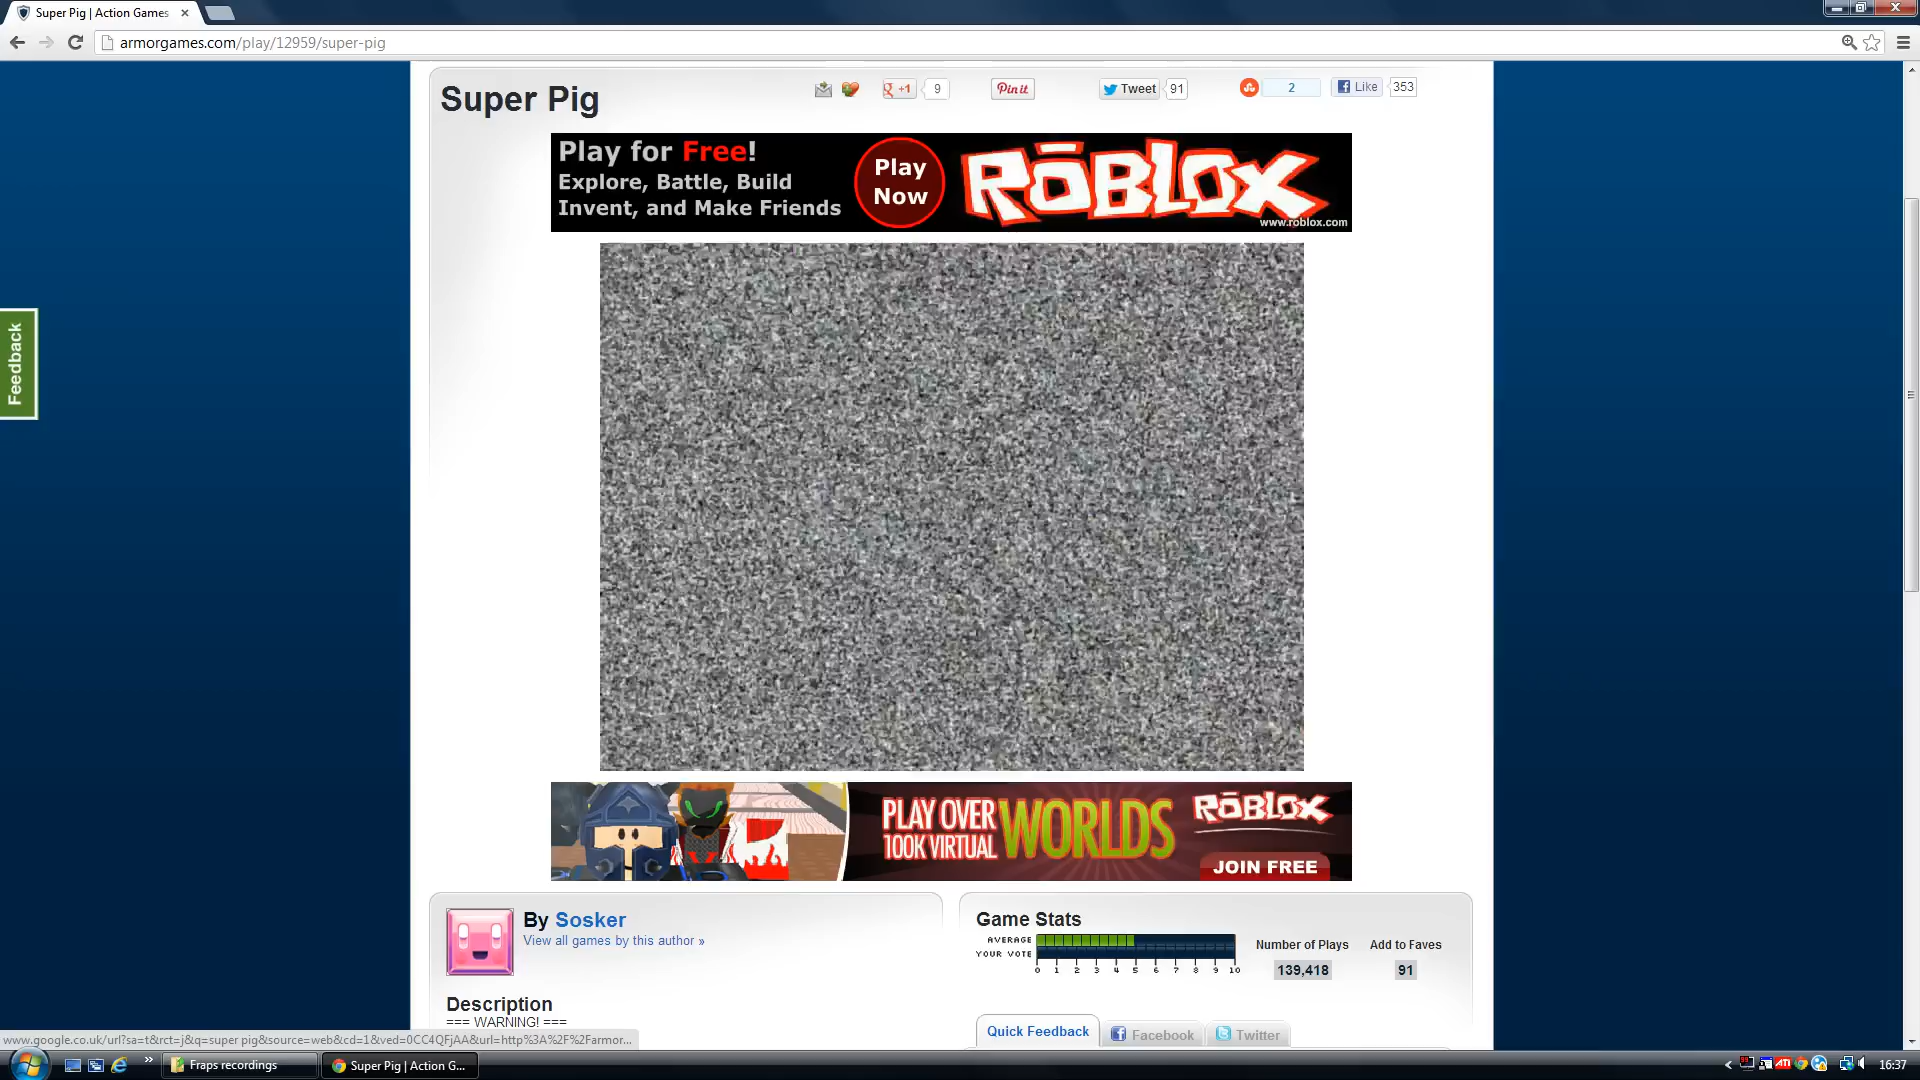 Super Pig | Action Games
armorgames.com/play/12959/super-pig
Super Pig
g +1 9
Pin it
Tweet 91
2
Like 353
Play for Free!
Explore, Battle, Build
Invent, and Make Friends
Play
Now
RŌBLOX
www.roblox.com
Feedback
PLAY OVER
100K VIRTUAL
WORLDS
RŌBLOX
JOIN FREE
By Sosker
View all games by this author »
Description
=== WARNING! ===
Game Stats
AVERAGE
YOUR VOTE
0 1 2 3 4 5 6 7 8 9 10
Number of Plays
139,418
Add to Faves
91
Quick Feedback
Facebook
Twitter
www.google.co.uk/url?sa=t&rct=j&q=super pig&source=web&cd=1&ved=0CC4QFjAA&url=http%3A%2F%2Farmor...
Fraps recordings
Super Pig | Action G...
ATI
16:37